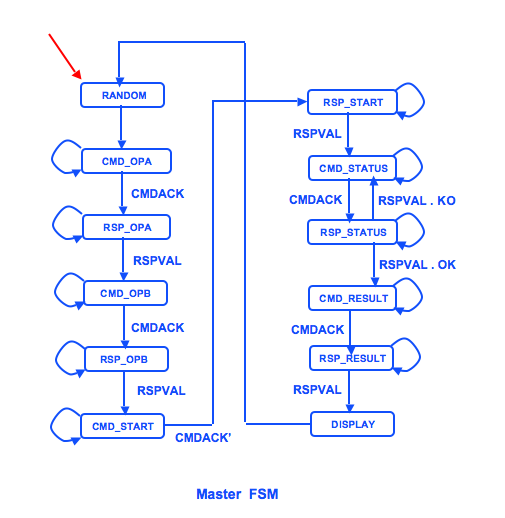 RANDOM
CMD_OPA
CMDACK
RSP_OPA
RSPVAL
CMD_OPB
CMDACK
RSP_OPB
RSPVAL
CMD_START
CMDACK'
RSP_START
RSPVAL
CMD_STATUS
CMDACK
RSPVAL . KO
RSP_STATUS
RSPVAL . OK
CMD_RESULT
CMDACK
RSP_RESULT
RSPVAL
DISPLAY
Master FSM